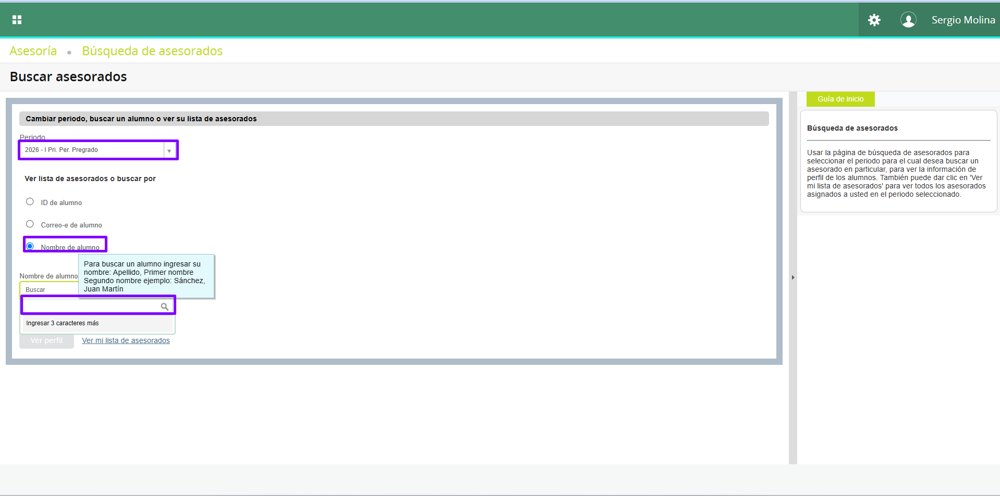 Sergio Molina
Asesoría • Búsqueda de asesorados
Buscar asesorados
Cambiar periodo, buscar un alumno o ver su lista de asesorados
Periodo
2026 - I Pri. Per. Pregrado
Ver lista de asesorados o buscar por
ID de alumno
Correo-e de alumno
Nombre de alumno
Para buscar un alumno ingresar su
nombre: Apellido, Primer nombre
Segundo nombre ejemplo: Sánchez,
Juan Martín
Nombre de alumno
Buscar
Ingresar 3 caracteres más
Ver perfil
Ver mi lista de asesorados
Guía de inicio
Búsqueda de asesorados
Usar la página de búsqueda de asesorados para
seleccionar el periodo para el cual desea buscar un
asesorado en particular, para ver la información de
perfil de los alumnos. También puede dar clic en 'Ver
mi lista de asesorados' para ver todos los asesorados
asignados a usted en el periodo seleccionado.